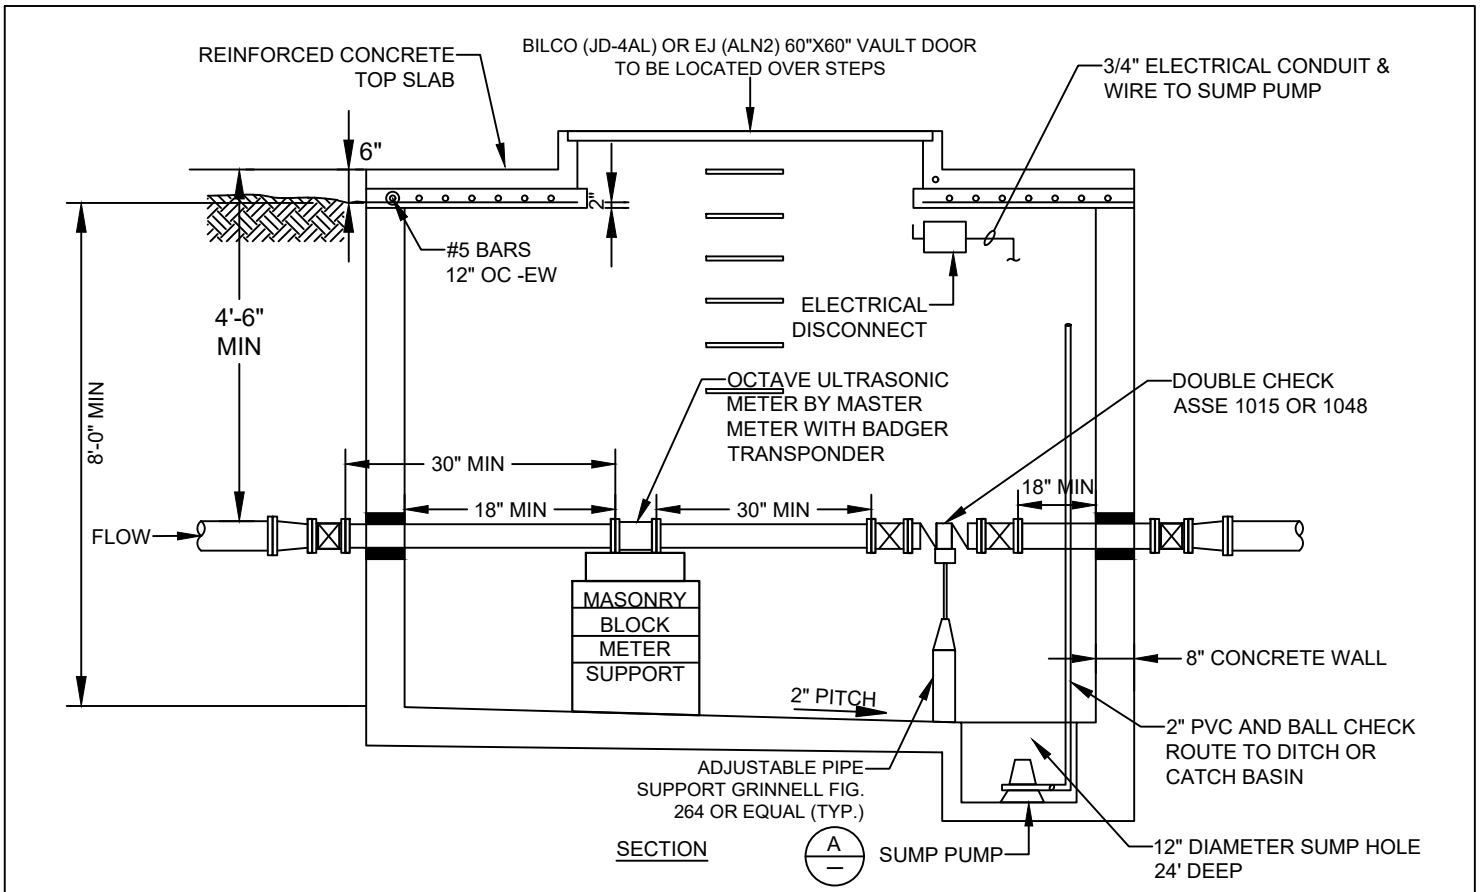 REINFORCED CONCRETE
TOP SLAB
BILCO (JD-4AL) OR EJ (ALN2) 60"X60" VAULT DOOR
TO BE LOCATED OVER STEPS
3/4" ELECTRICAL CONDUIT &
WIRE TO SUMP PUMP
6"
2"
#5 BARS
12" OC -EW
4'-6"
MIN
8'-0" MIN
ELECTRICAL
DISCONNECT
OCTAVE ULTRASONIC
METER BY MASTER
METER WITH BADGER
TRANSPONDER
DOUBLE CHECK
ASSE 1015 OR 1048
30" MIN
18" MIN
30" MIN
18" MIN
FLOW
MASONRY
BLOCK
METER
SUPPORT
8" CONCRETE WALL
2" PITCH
2" PVC AND BALL CHECK
ROUTE TO DITCH OR
CATCH BASIN
ADJUSTABLE PIPE
SUPPORT GRINNELL FIG.
264 OR EQUAL (TYP.)
SECTION
A
–
SUMP PUMP
12" DIAMETER SUMP HOLE
24' DEEP